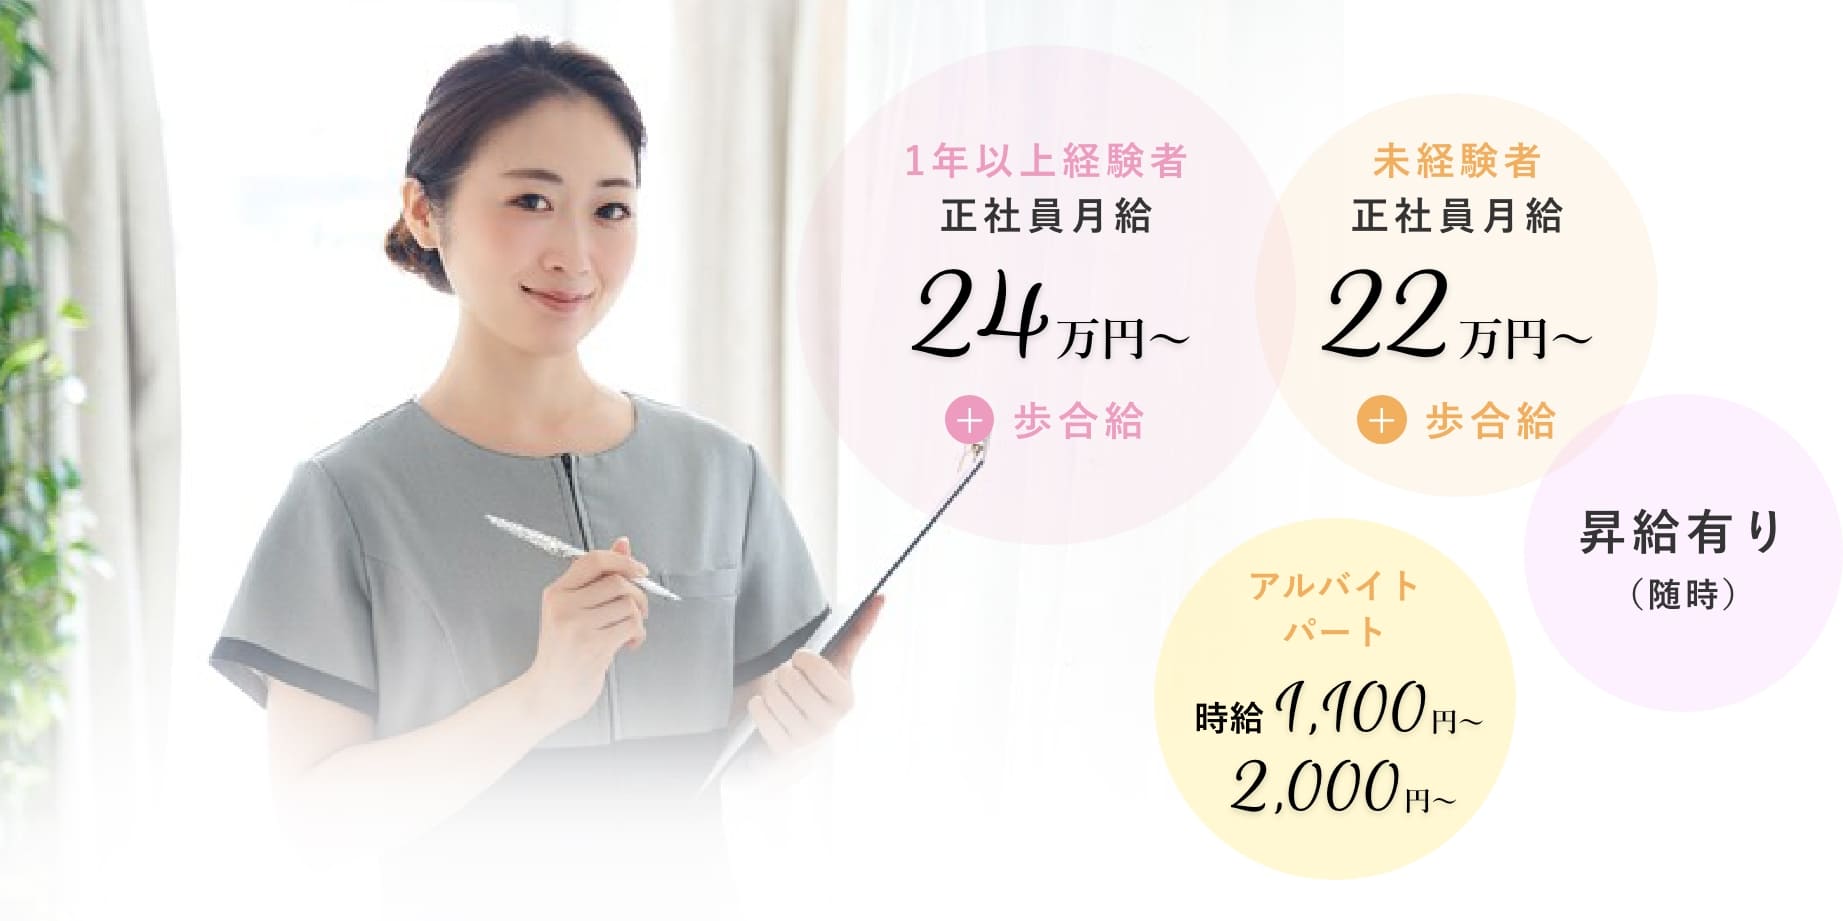 1年以上経験者
正社員月給
24万円～
+ 歩合給
未経験者
正社員月給
22万円～
+ 歩合給
昇給有り
（随時）
アルバイト
パート
時給1,100円～
2,000円～